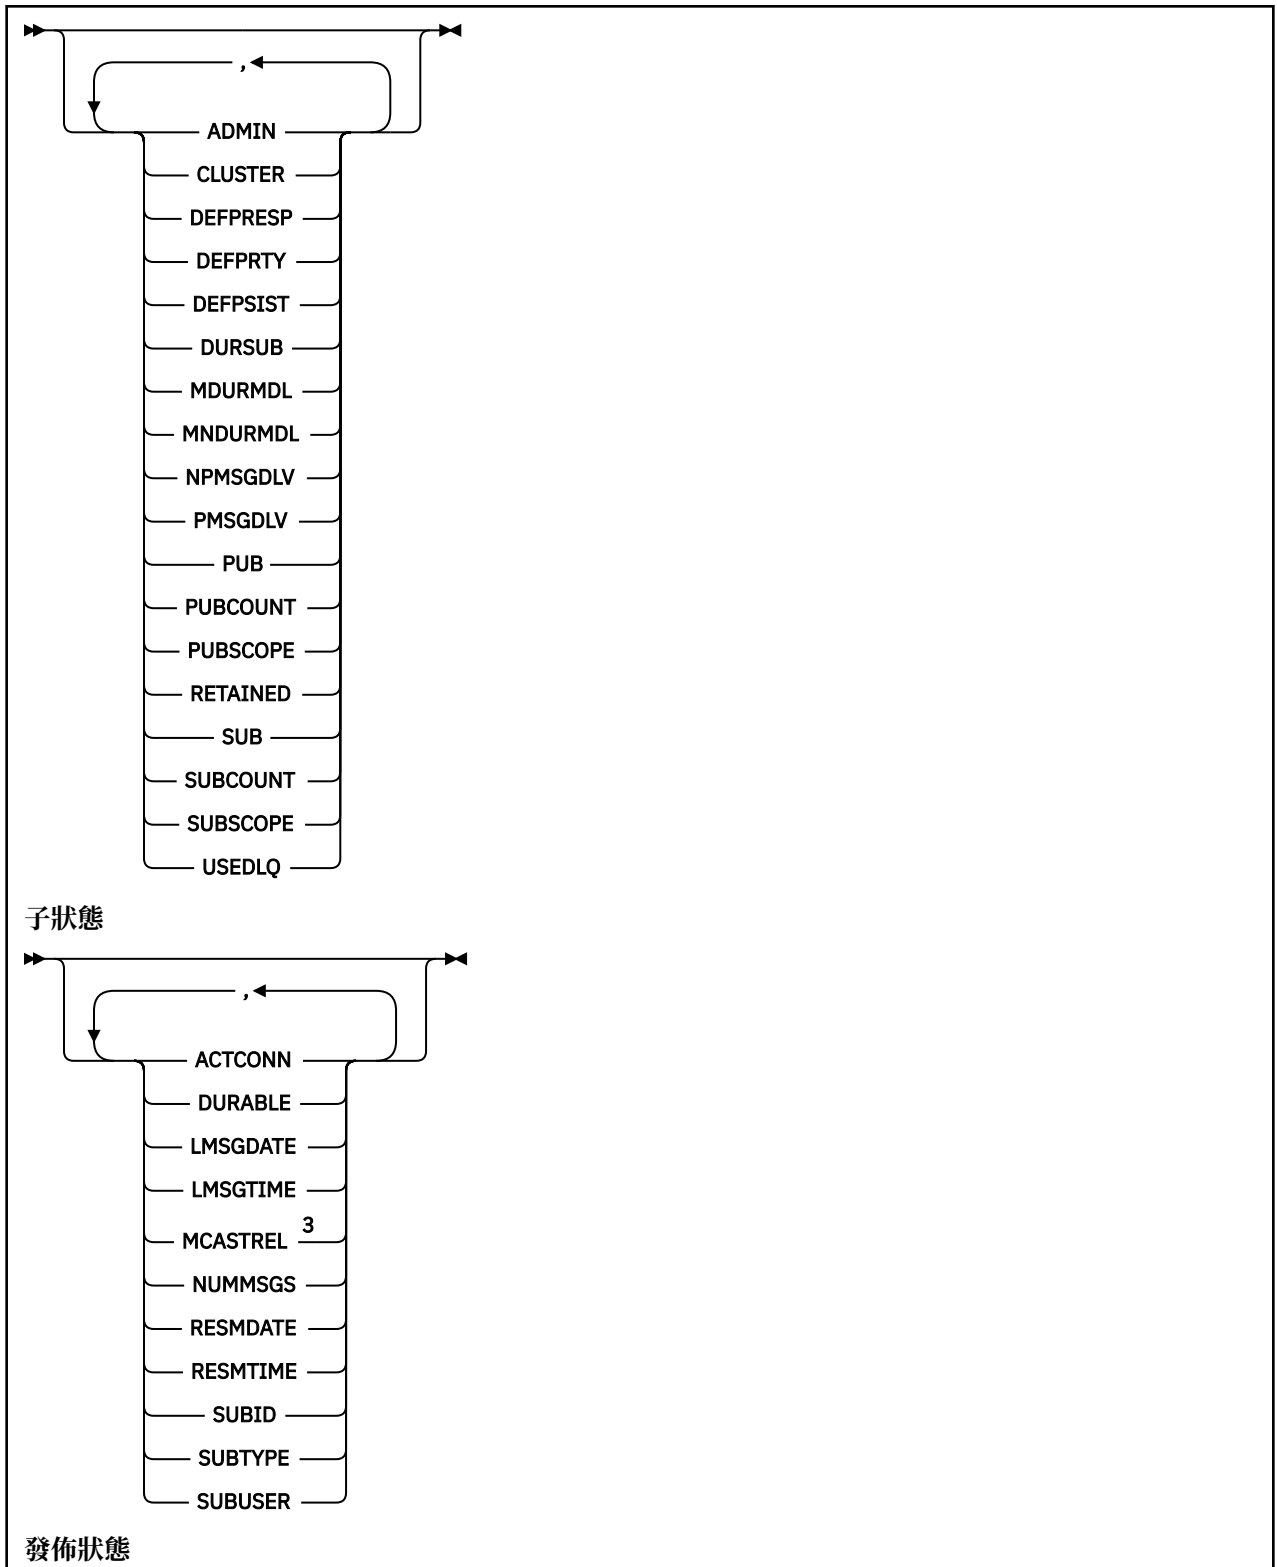 ,
ADMIN
CLUSTER
DEFPRESP
DEFPRTY
DEFPSIST
DURSUB
MDURMDL
MNDURMDL
NPMSGDLV
PMSGDLV
PUB
PUBCOUNT
PUBSCOPE
RETAINED
SUB
SUBCOUNT
SUBSCOPE
USEDLQ
子狀態
,
ACTCONN
DURABLE
LMSGDATE
LMSGTIME
MCASTREL 3
NUMMSGS
RESMDATE
RESMTIME
SUBID
SUBTYPE
SUBUSER
發佈狀態